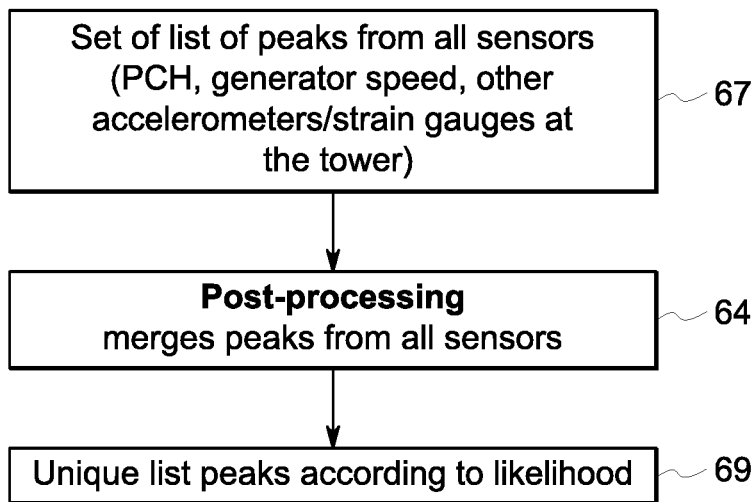 Set of list of peaks from all sensors
(PCH, generator speed, other
accelerometers/strain gauges at
the tower)
67
Post-processing
merges peaks from all sensors
64
Unique list peaks according to likelihood
69